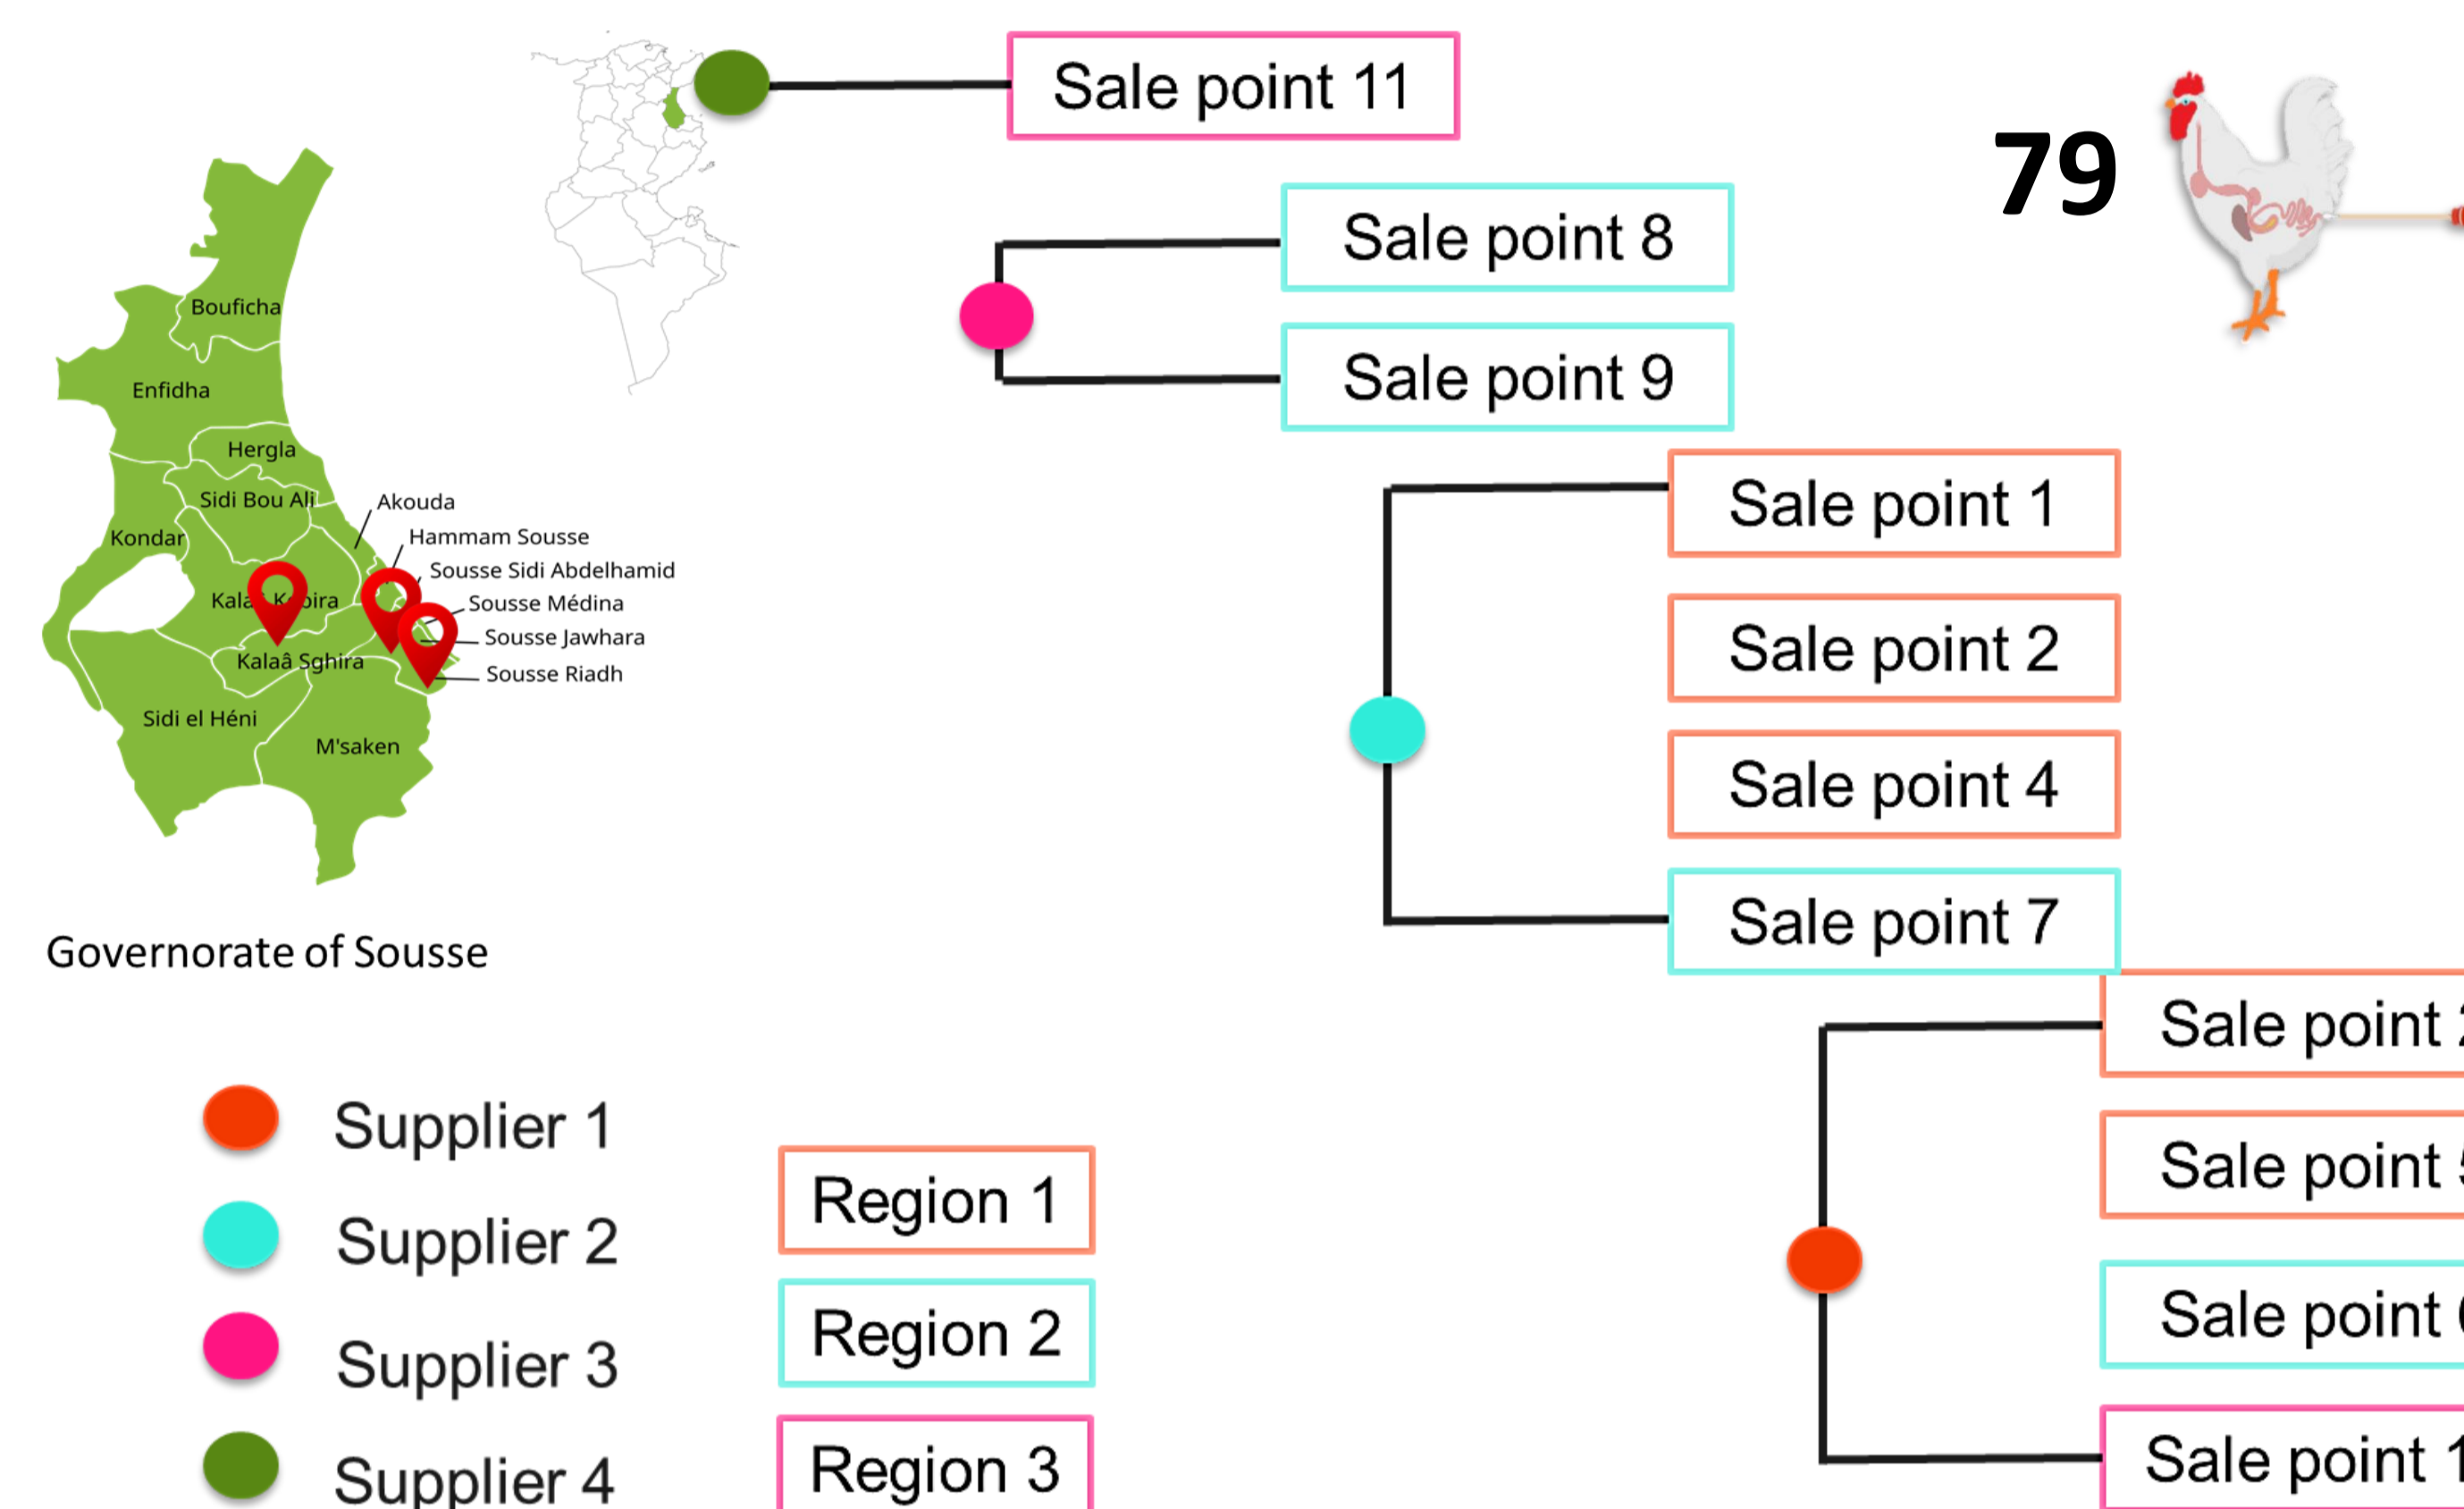 Sale point 11
79
Sale point 8
Sale point 9
Sale point 1
Sale point 2
Sale point 4
Sale point 7
Sale point
Sale point
Sale point
Sale point
Bouficha
Enfidha
Hergla
Sidi Bou Ali
Akouda
Kondar
Hammam Sousse
Sousse Sidi Abdelhamid
Sousse Médina
Sousse Jawhara
Kalaâ Sghira
Sousse Riadh
Sidi el Héni
M'saken
Governorate of Sousse
Supplier 1
Supplier 2
Supplier 3
Supplier 4
Region 1
Region 2
Region 3